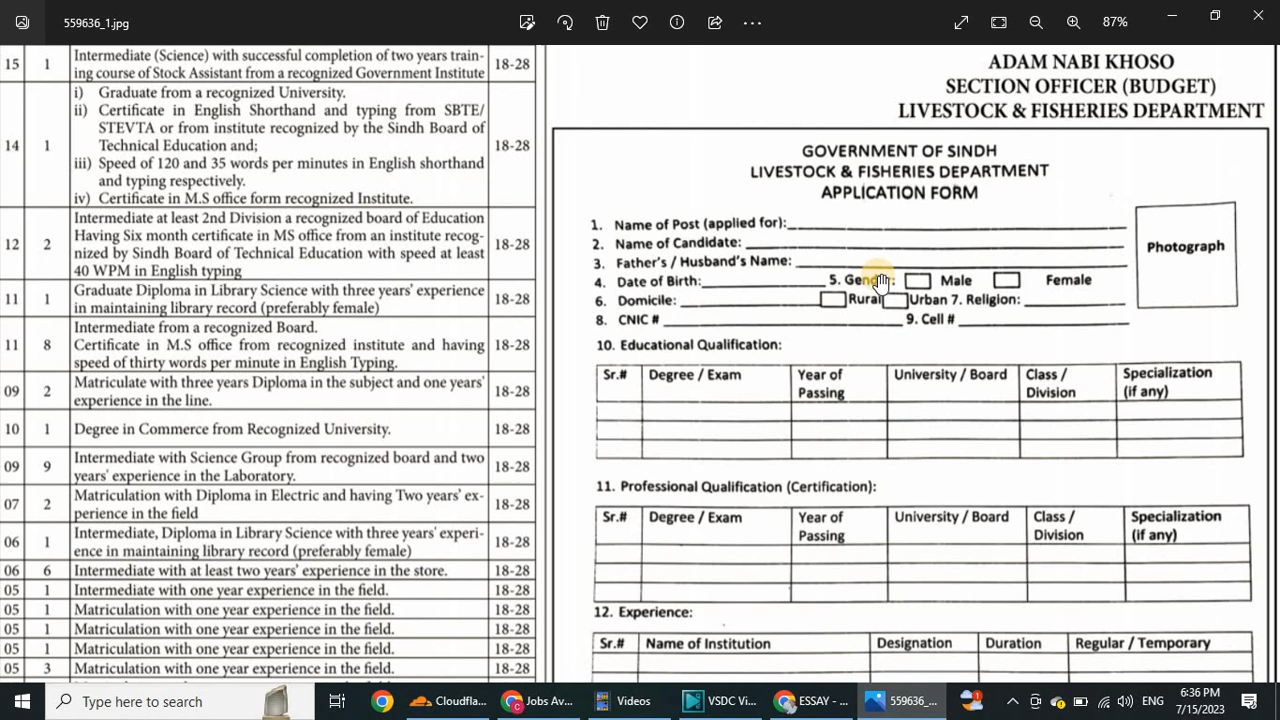 559636_1.jpg
87%
15 1 Intermediate (Science) with successful completion of two years train-
ing course of Stock Assistant from a recognized Government Institute 18-28
14 1 i) Graduate from a recognized University.
ii) Certificate in English Shorthand and typing from SBTE/
STEVTA or from institute recognized by the Sindh Board of
Technical Education and; 18-28
iii) Speed of 120 and 35 words per minutes in English shorthand
and typing respectively.
iv) Certificate in M.S office form recognized Institute.
12 2 Intermediate at least 2nd Division a recognized board of Education
Having Six month certificate in MS office from an institute recog-
nized by Sindh Board of Technical Education with speed at least 18-28
40 WPM in English typing
11 1 Graduate Diploma in Library Science with three years' experience
in maintaining library record (preferably female) 18-28
11 8 Intermediate from a recognized Board.
Certificate in M.S office from recognized institute and having 18-28
speed of thirty words per minute in English Typing.
09 2 Matriculate with three years Diploma in the subject and one years'
experience in the line. 18-28
10 1 Degree in Commerce from Recognized University. 18-28
09 9 Intermediate with Science Group from recognized board and two
years' experience in the Laboratory. 18-28
07 2 Matriculation with Diploma in Electric and having Two years' ex-
perience in the field 18-28
06 1 Intermediate, Diploma in Library Science with three years' experi-
ence in maintaining library record (preferably female) 18-28
06 6 Intermediate with at least two years' experience in the store. 18-28
05 1 Intermediate with one year experience in the field. 18-28
05 1 Matriculation with one year experience in the field. 18-28
05 1 Matriculation with one year experience in the field. 18-28
05 1 Matriculation with one year experience in the field. 18-28
05 3 Matriculation with one year experience in the field. 18-28
ADAM NABI KHOSO
SECTION OFFICER (BUDGET)
LIVESTOCK & FISHERIES DEPARTMENT
GOVERNMENT OF SINDH
LIVESTOCK & FISHERIES DEPARTMENT
APPLICATION FORM
Photograph
1. Name of Post (applied for):
2. Name of Candidate:
3. Father's / Husband's Name:
4. Date of Birth: 5. Gender: Male Female
6. Domicile: Rural Urban 7. Religion:
8. CNIC # 9. Cell #
10. Educational Qualification:
Sr.# Degree / Exam Year of Passing University / Board Class / Division Specialization (if any)
11. Professional Qualification (Certification):
Sr.# Degree / Exam Year of Passing University / Board Class / Division Specialization (if any)
12. Experience:
Sr.# Name of Institution Designation Duration Regular / Temporary
Type here to search
Cloudfla...
Jobs Av...
Videos
VSDC Vi...
ESSAY - ...
559636_...
1
ENG
6:36 PM
7/15/2023